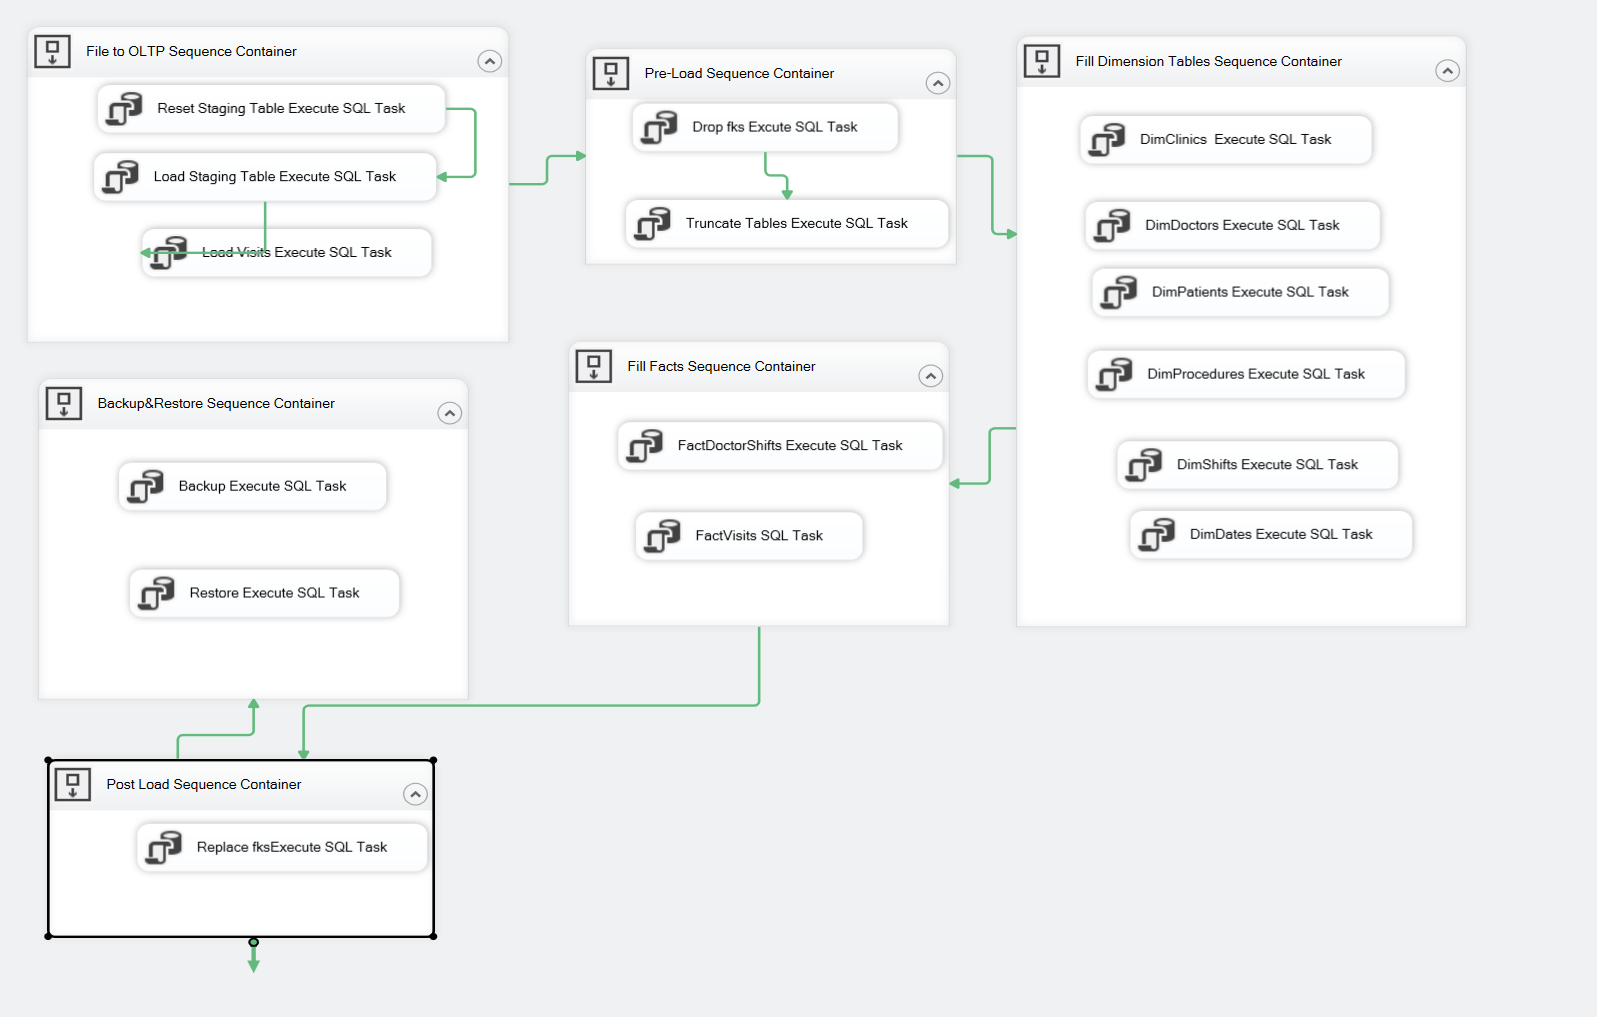 File to OLTP Sequence Container
Reset Staging Table Execute SQL Task
Load Staging Table Execute SQL Task
Load Visits Execute SQL Task
Pre-Load Sequence Container
Drop fks Excute SQL Task
Truncate Tables Execute SQL Task
Fill Dimension Tables Sequence Container
DimClinics  Execute SQL Task
DimDoctors Execute SQL Task
DimPatients Execute SQL Task
DimProcedures Execute SQL Task
DimShifts Execute SQL Task
DimDates Execute SQL Task
Fill Facts Sequence Container
FactDoctorShifts Execute SQL Task
FactVisits SQL Task
Backup&Restore Sequence Container
Backup Execute SQL Task
Restore Execute SQL Task
Post Load Sequence Container
Replace fksExecute SQL Task